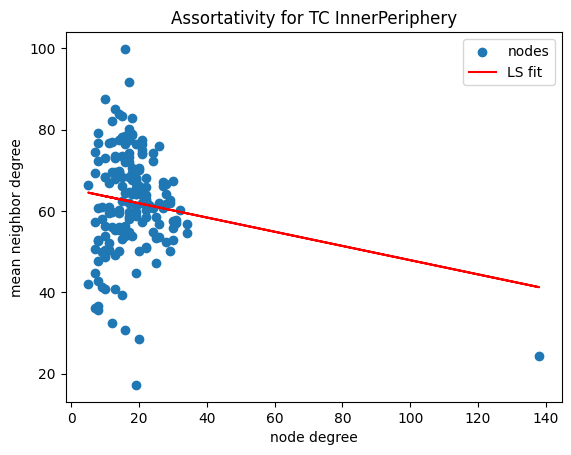 Assortativity for TC InnerPeriphery
nodes
LS fit
mean neighbor degree
100
80
60
40
20
0 20 40 60 80 100 120 140
node degree